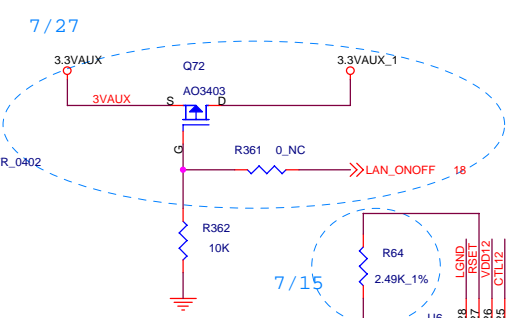 7/27
3.3VAUX
Q72
3.3VAUX_1
3VAUX
S
AO3403
D
G
R361 0_NC
R_0402
LAN_ONOFF 18
R362
10K
R64
2.49K_1%
7/15
LGND
RSET
VDD12
CTL12
U6